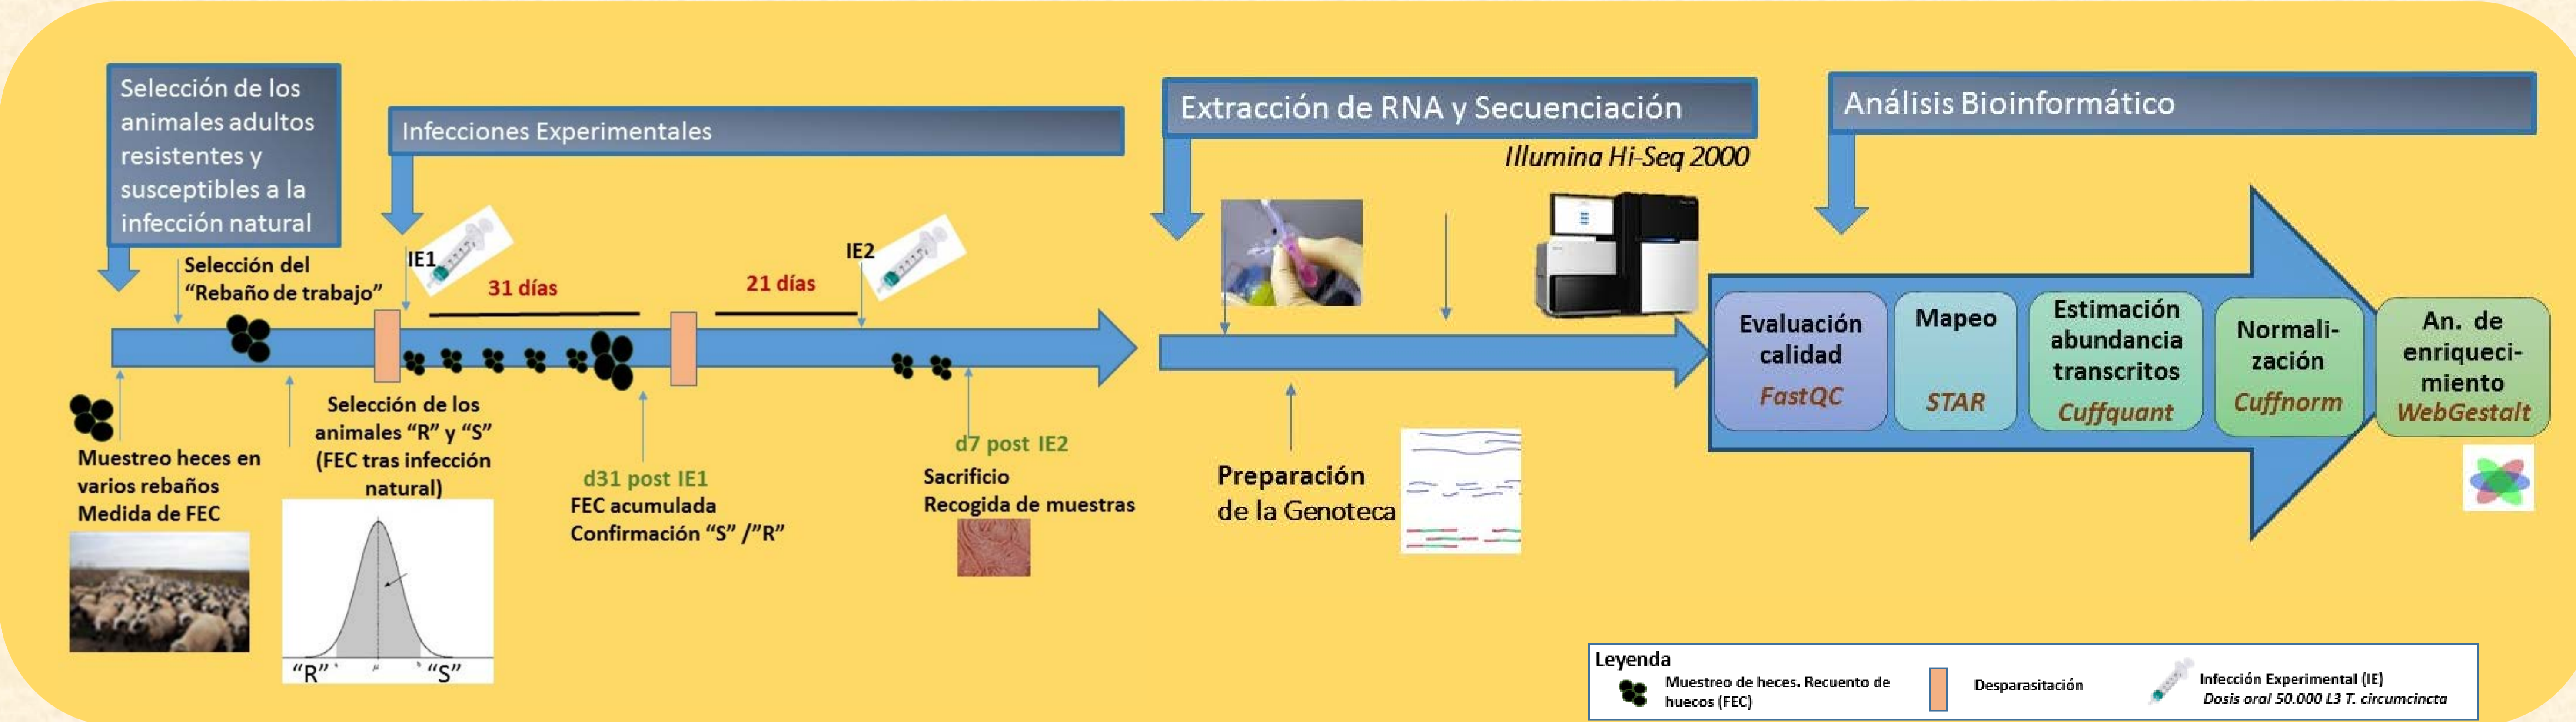 Selección de los
animales adultos
resistentes y
susceptibles a la
infección natural
Selección del
“Rebaño de trabajo”
Muestreo heces en
varios rebaños
Medida de FEC
Selección de los
animales “R” y “S”
(FEC tras infección
natural)
“R”
μ
“S”
Infecciones Experimentales
IE1
31 días
21 días
IE2
d31 post IE1
FEC acumulada
Confirmación “S” /”R”
d7 post IE2
Sacrificio
Recogida de muestras
Extracción de RNA y Secuenciación
Illumina Hi-Seq 2000
Preparación
de la Genoteca
Análisis Bioinformático
Evaluación
calidad
FastQC
Mapeo
STAR
Estimación
abundancia
transcritos
Cuffquant
Normali-
zación
Cuffnorm
An. de
enriqueci-
miento
WebGestalt
Leyenda
Muestreo de heces. Recuento de
huecos (FEC)
Desparasitación
Infección Experimental (IE)
Dosis oral 50.000 L3 T. circumcincta